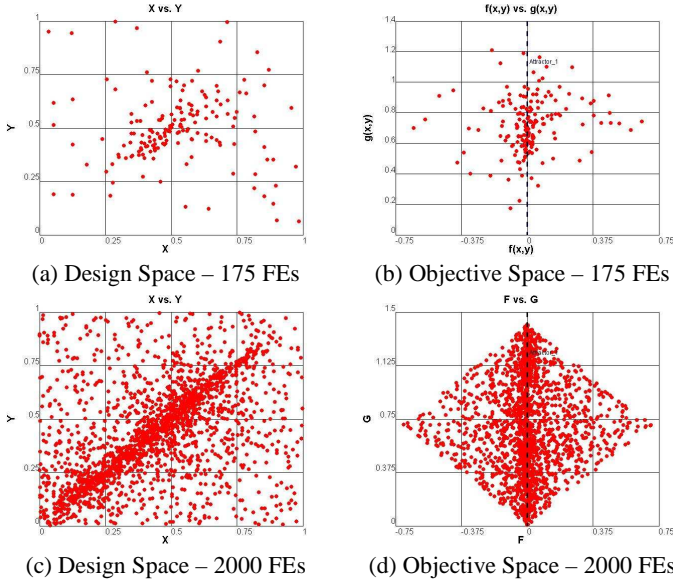 X vs. Y
1
0.75
0.5
0.25
0
Y
0 0.25 0.5 0.75 1
X
(a) Design Space – 175 FEs
f(x,y) vs. g(x,y)
1.4
1.2
1
0.8
0.6
0.4
0.2
0
g(x,y)
Attractor_1
-0.75 -0.375 0 0.375 0.75
f(x,y)
(b) Objective Space – 175 FEs
X vs. Y
1
0.75
0.5
0.25
0
Y
0 0.25 0.5 0.75 1
X
(c) Design Space – 2000 FEs
F vs. G
1.5
1.125
0.75
0.375
0
G
-0.75 -0.375 0 0.375 0.75
F
(d) Objective Space – 2000 FEs